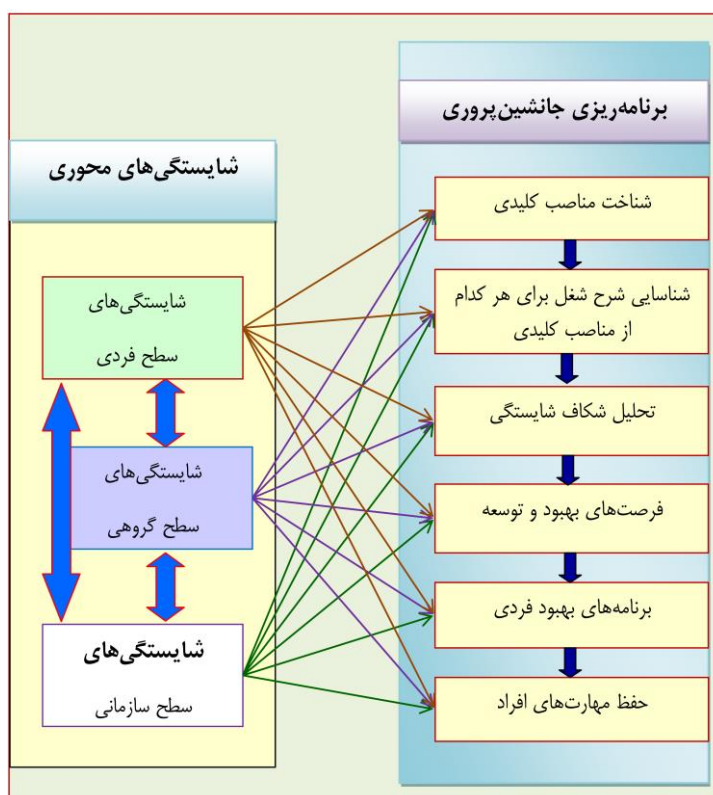 برنامه‌ریزی جانشین‌پروری
شناخت مناصب کلیدی
شناسایی شرح شغل برای هر کدام
از مناصب کلیدی
تحلیل شکاف شایستگی
فرصت‌های بهبود و توسعه
برنامه‌های بهبود فردی
حفظ مهارت‌های افراد
شایستگی‌های محوری
شایستگی‌های
سطح فردی
شایستگی‌های
سطح گروهی
شایستگی‌های
سطح سازمانی